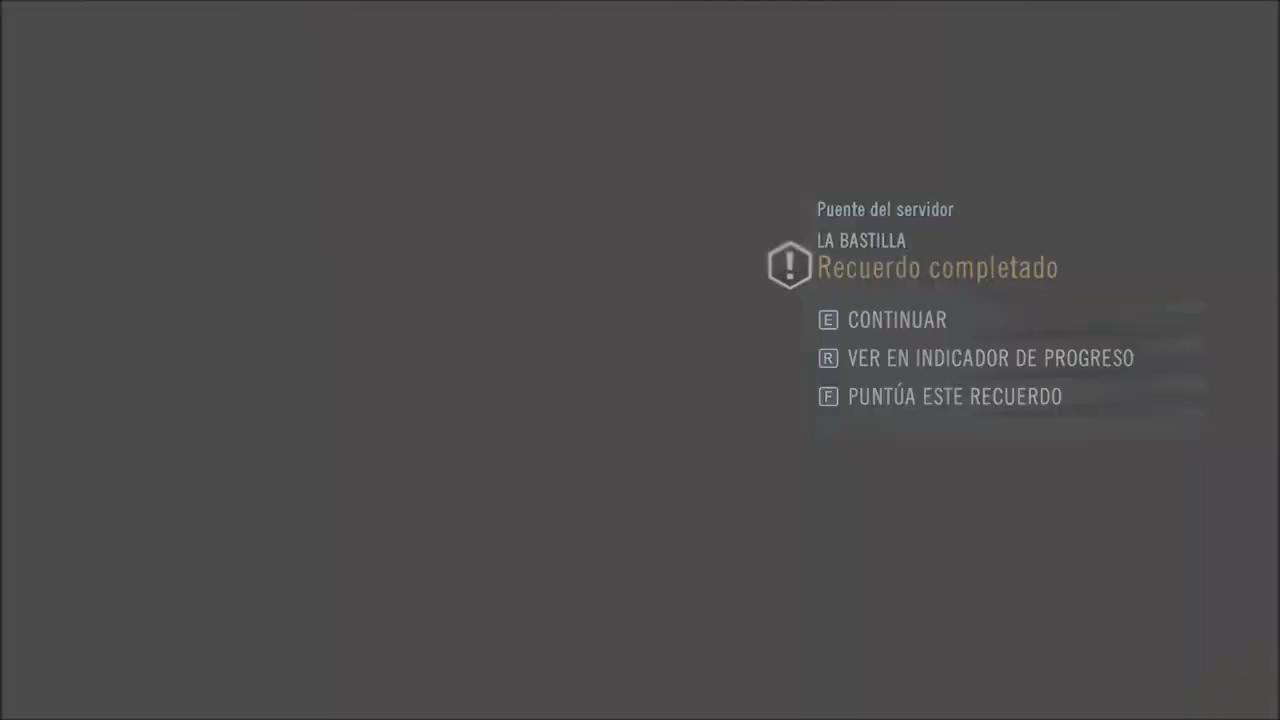 Puente del servidor
LA BASTILLA
Recuerdo completado
E CONTINUAR
R VER EN INDICADOR DE PROGRESO
F PUNTÚA ESTE RECUERDO